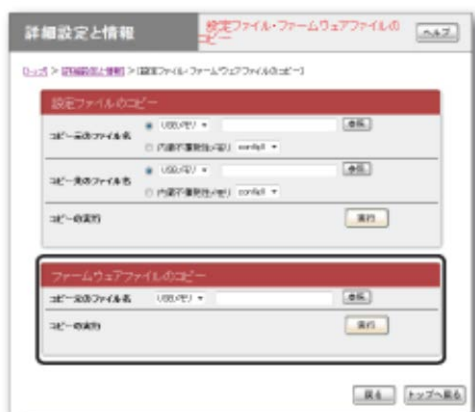 詳細設定と情報
設定ファイル・ファームウェアファイルのコピー
ヘルプ
トップ > 詳細設定と情報 > [設定ファイル・ファームウェアファイルのコピー]
設定ファイルのコピー
コピー元のファイル名 USBメモリ 参照
内蔵不揮発性メモリ config0
コピー先のファイル名 USBメモリ 参照
内蔵不揮発性メモリ config0
コピーの実行 実行
ファームウェアファイルのコピー
コピー元のファイル名 USBメモリ 参照
コピーの実行 実行
戻る トップへ戻る